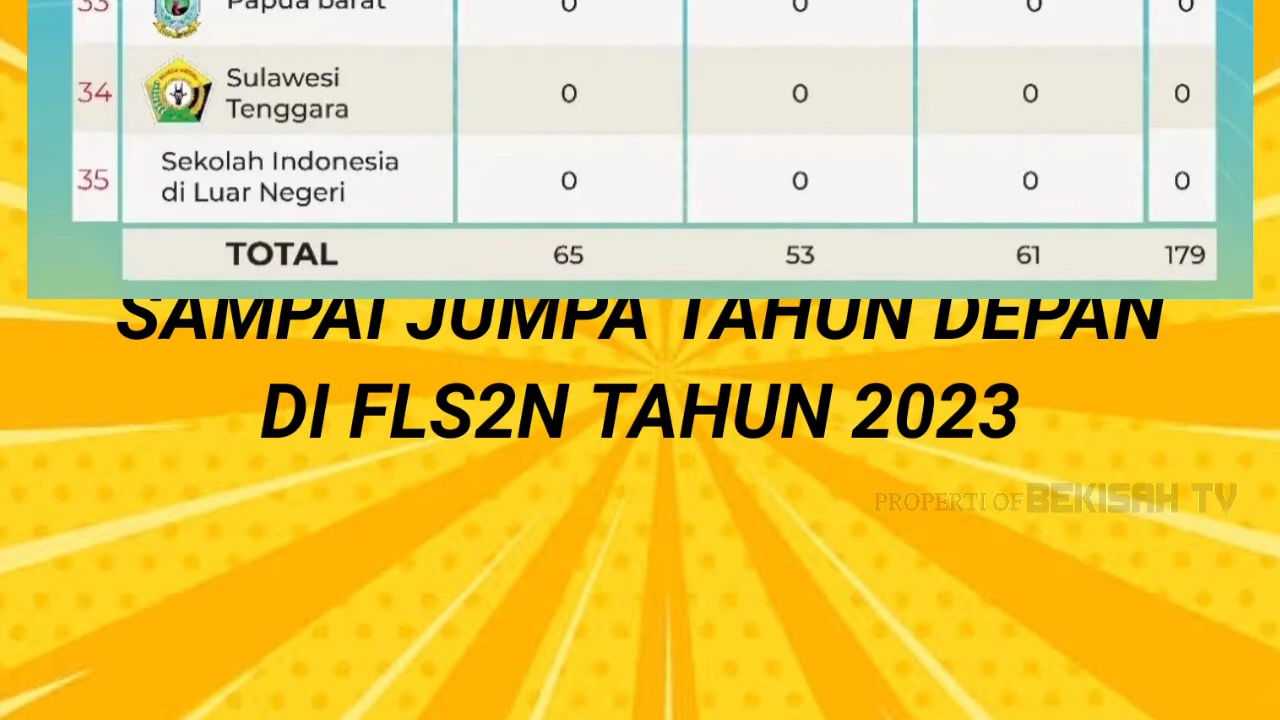 33 Papua Barat 0 0 0 0
34 Sulawesi Tenggara 0 0 0 0
35 Sekolah Indonesia di Luar Negeri 0 0 0 0
TOTAL 65 53 61 179
SAMPAI JUMPA TAHUN DEPAN
DI FLS2N TAHUN 2023
PROPERTI OF BEKISAH TV